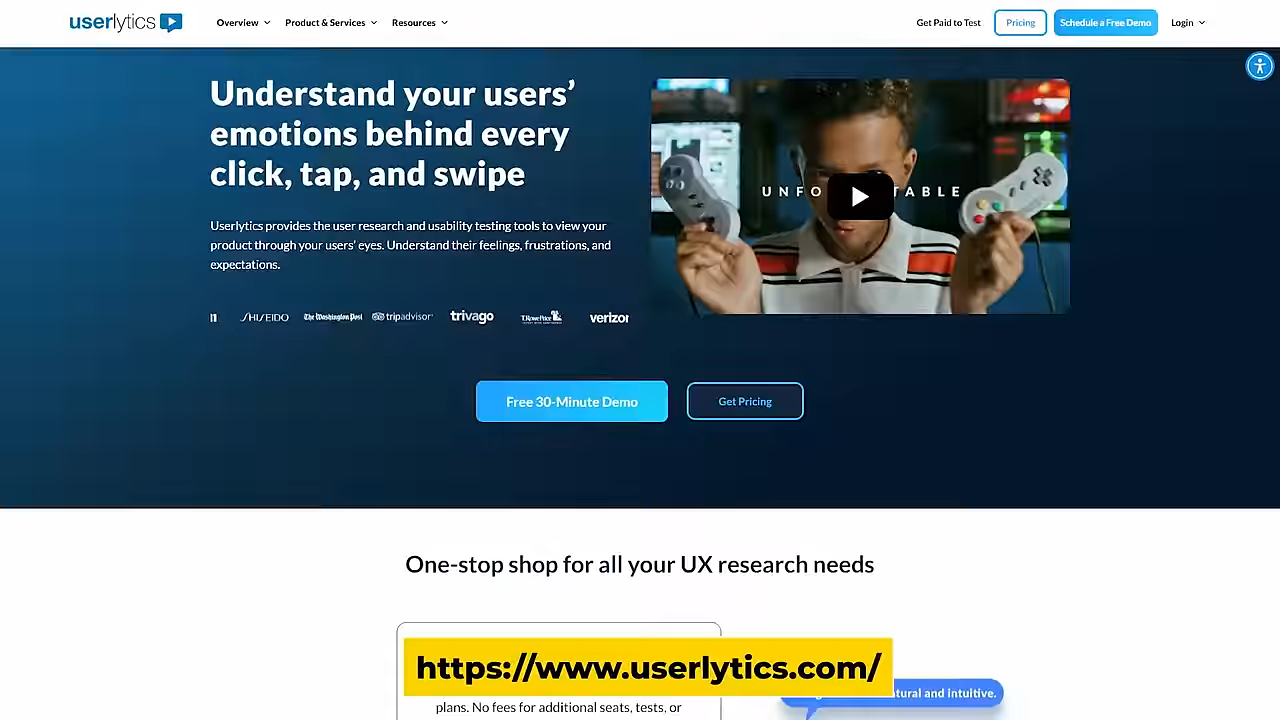 userlytics
Overview
Product & Services
Resources
Get Paid to Test
Pricing
Schedule a Free Demo
Login
Understand your users’
emotions behind every
click, tap, and swipe
Userlytics provides the user research and usability testing tools to view your
product through your users' eyes. Understand their feelings, frustrations, and
expectations.
SHISEIDO
The Washington Post
tripadvisor
trivago
T.RowePrice
verizon
Free 30-Minute Demo
Get Pricing
One-stop shop for all your UX research needs
https://www.userlytics.com/
and intuitive.
plans. No fees for additional seats, tests, or